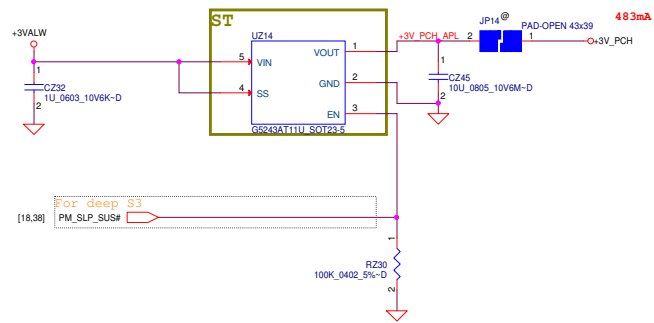 ST
JP14 @
483mA
PAD-OPEN 43x39
+3VALW
UZ14
+3V_PCH_APL
2
1
+3V_PCH
5
VIN
VOUT
1
1
CZ32
1U_0603_10V6K~D
2
4
SS
GND
2
1
CZ45
10U_0805_10V6M~D
2
EN
3
G5243AT11U_SOT23-5
For deep S3
[18,38]
PM_SLP_SUS#
1
RZ30
100K_0402_5%~D
2